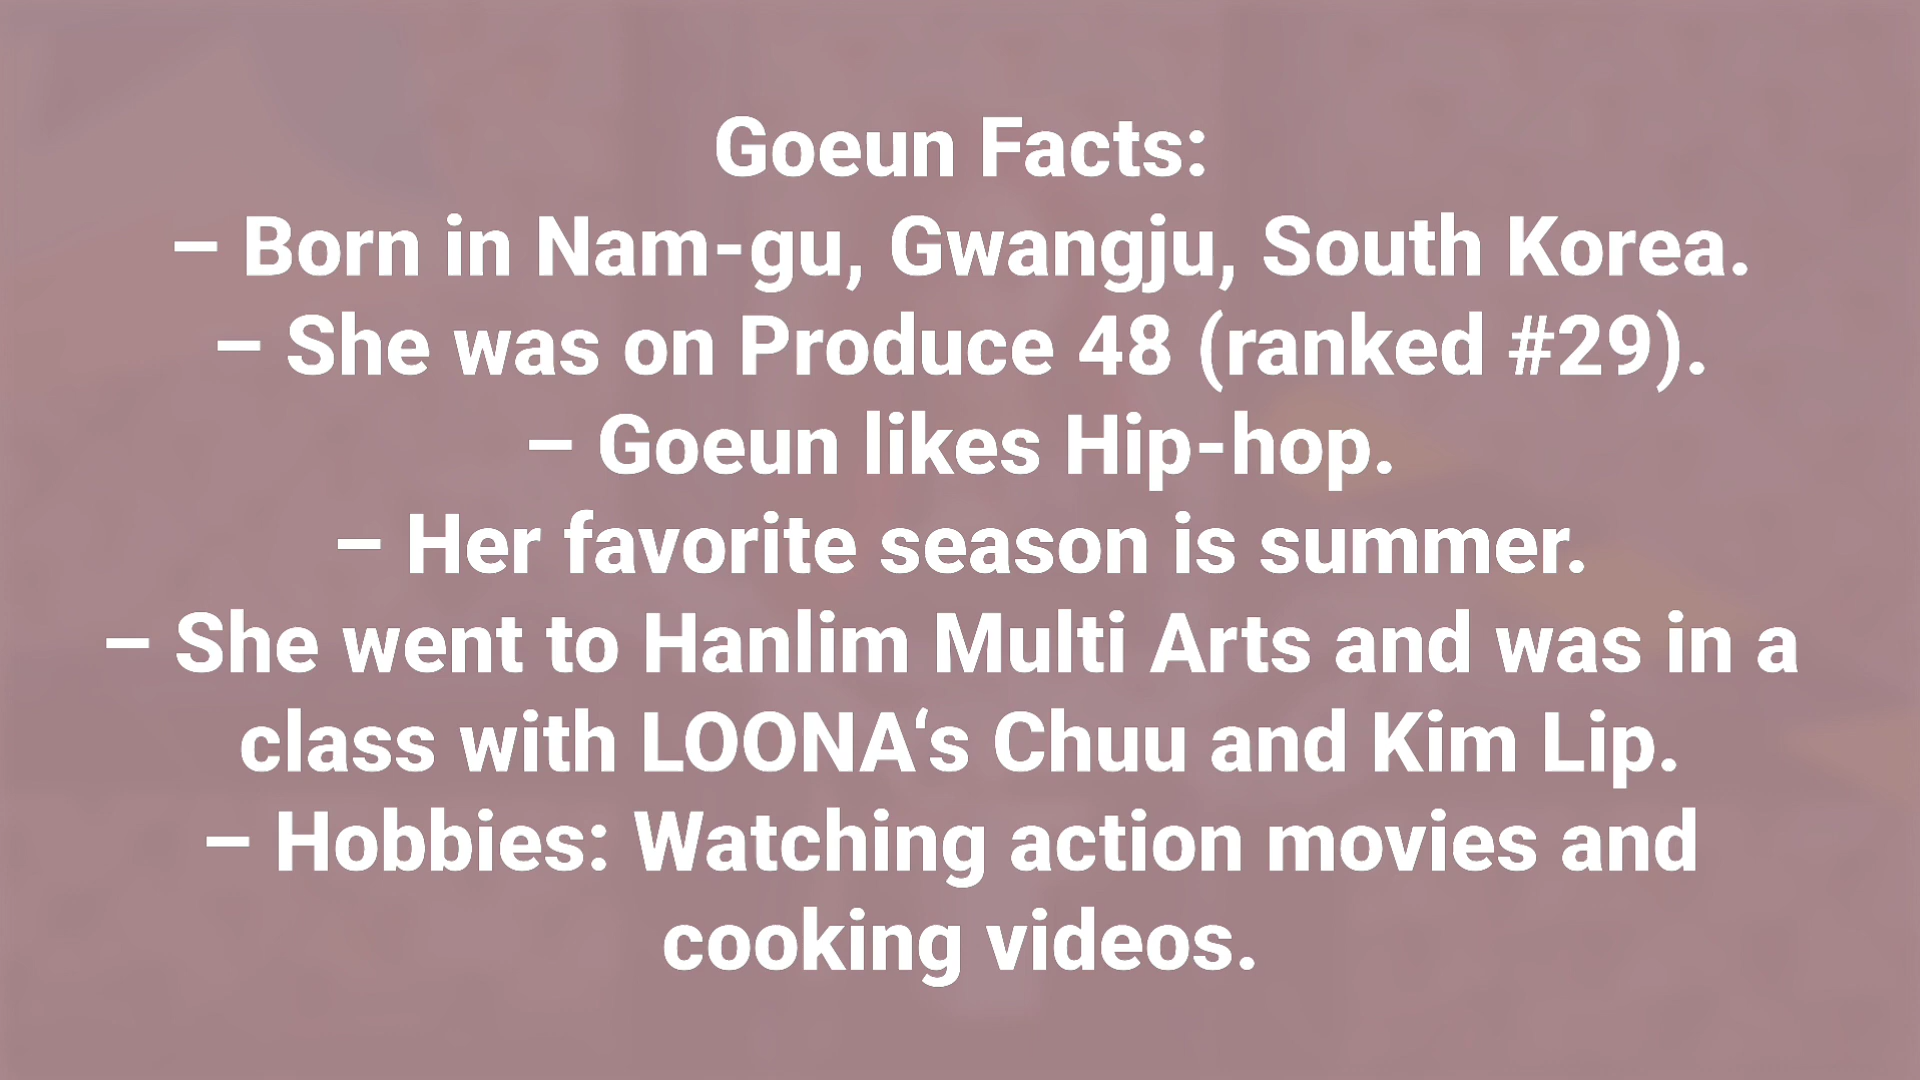 Goeun Facts:
– Born in Nam-gu, Gwangju, South Korea.
– She was on Produce 48 (ranked #29).
– Goeun likes Hip-hop.
– Her favorite season is summer.
– She went to Hanlim Multi Arts and was in a
class with LOONA‘s Chuu and Kim Lip.
– Hobbies: Watching action movies and
cooking videos.